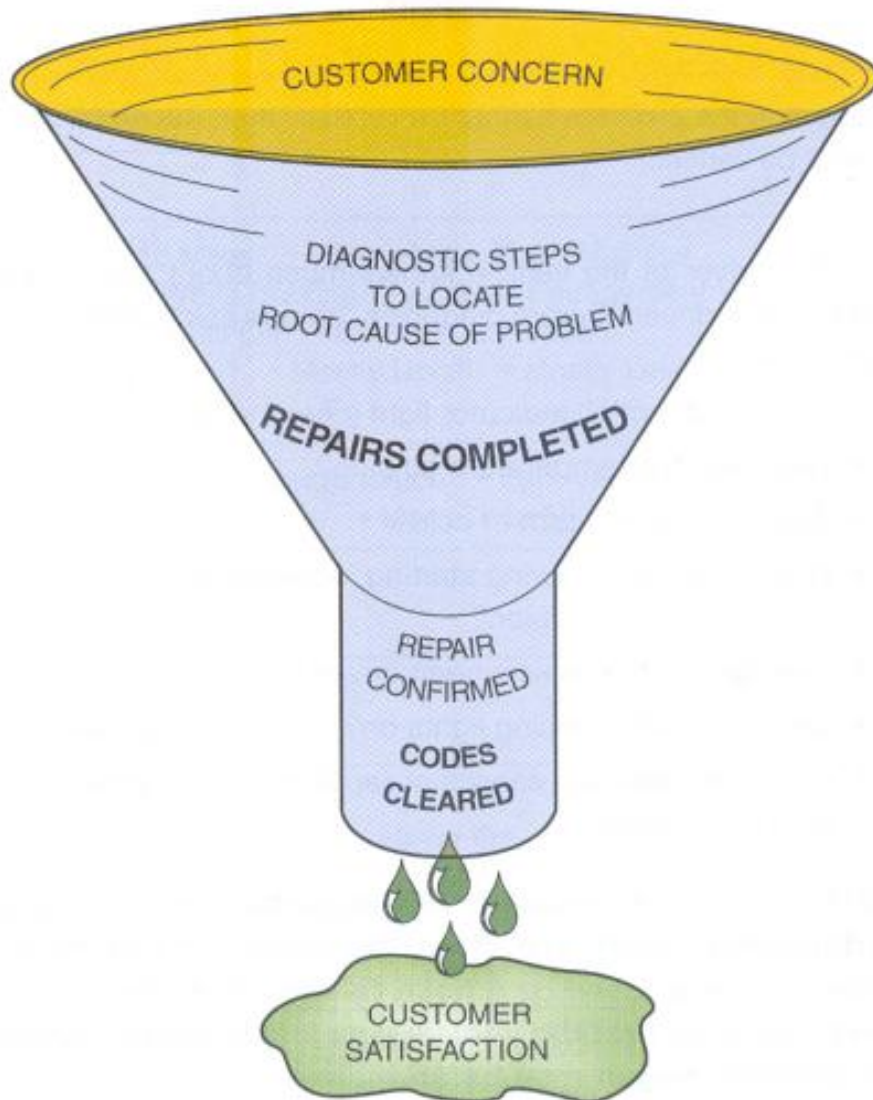 CUSTOMER CONCERN
DIAGNOSTIC STEPS
TO LOCATE
ROOT CAUSE OF PROBLEM
REPAIRS COMPLETED
REPAIR
CONFIRMED
CODES
CLEARED
CUSTOMER
SATISFACTION